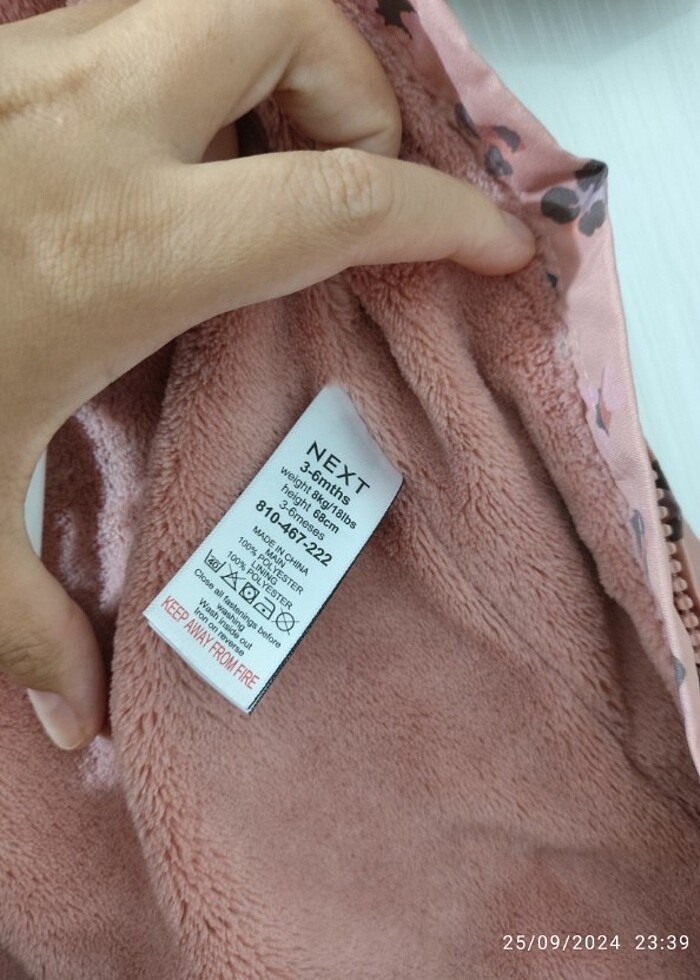 NEXT
3-6mths
weight 8kg/18lbs
height 68cm
3-6meses
810-467-222
MADE IN CHINA
MAIN
100% POLYESTER
LINING
100% POLYESTER
40
Close all fastenings before
washing
Wash inside out
Iron on reverse
KEEP AWAY FROM FIRE
25/09/2024 23:39